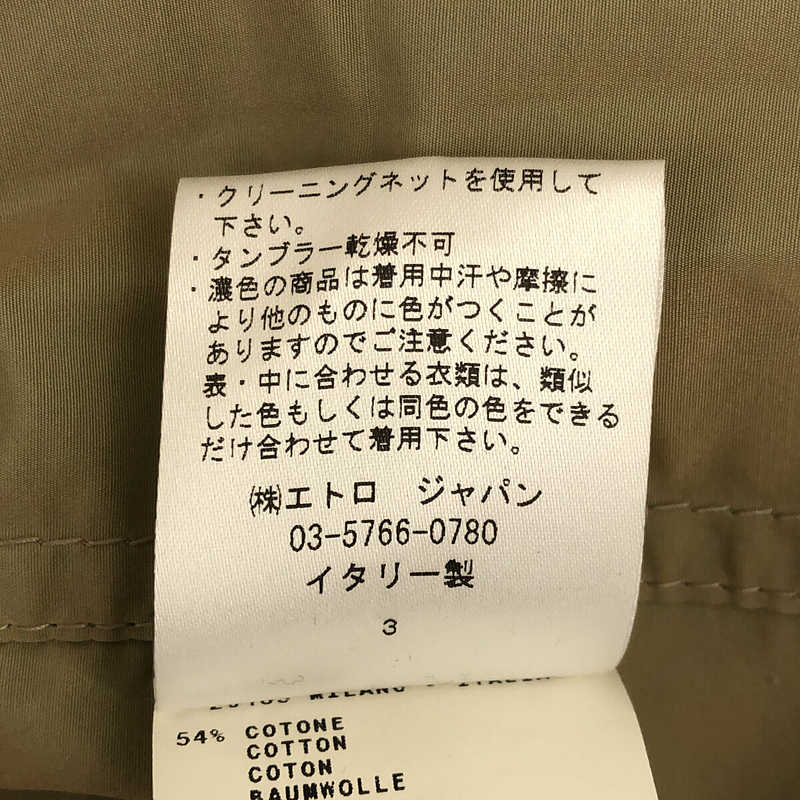 ・クリーニングネットを使用して
下さい。
・タンブラー乾燥不可
・濃色の商品は着用中汗や摩擦に
より他のものに色がつくことが
ありますのでご注意ください。
表・中に合わせる衣類は、類似
した色もしくは同色の色をできる
だけ合わせて着用下さい。
㈱エトロ ジャパン
03-5766-0780
イタリー製
3
MILANO - ITALIA
54% COTONE
COTTON
COTON
BAUMWOLLE